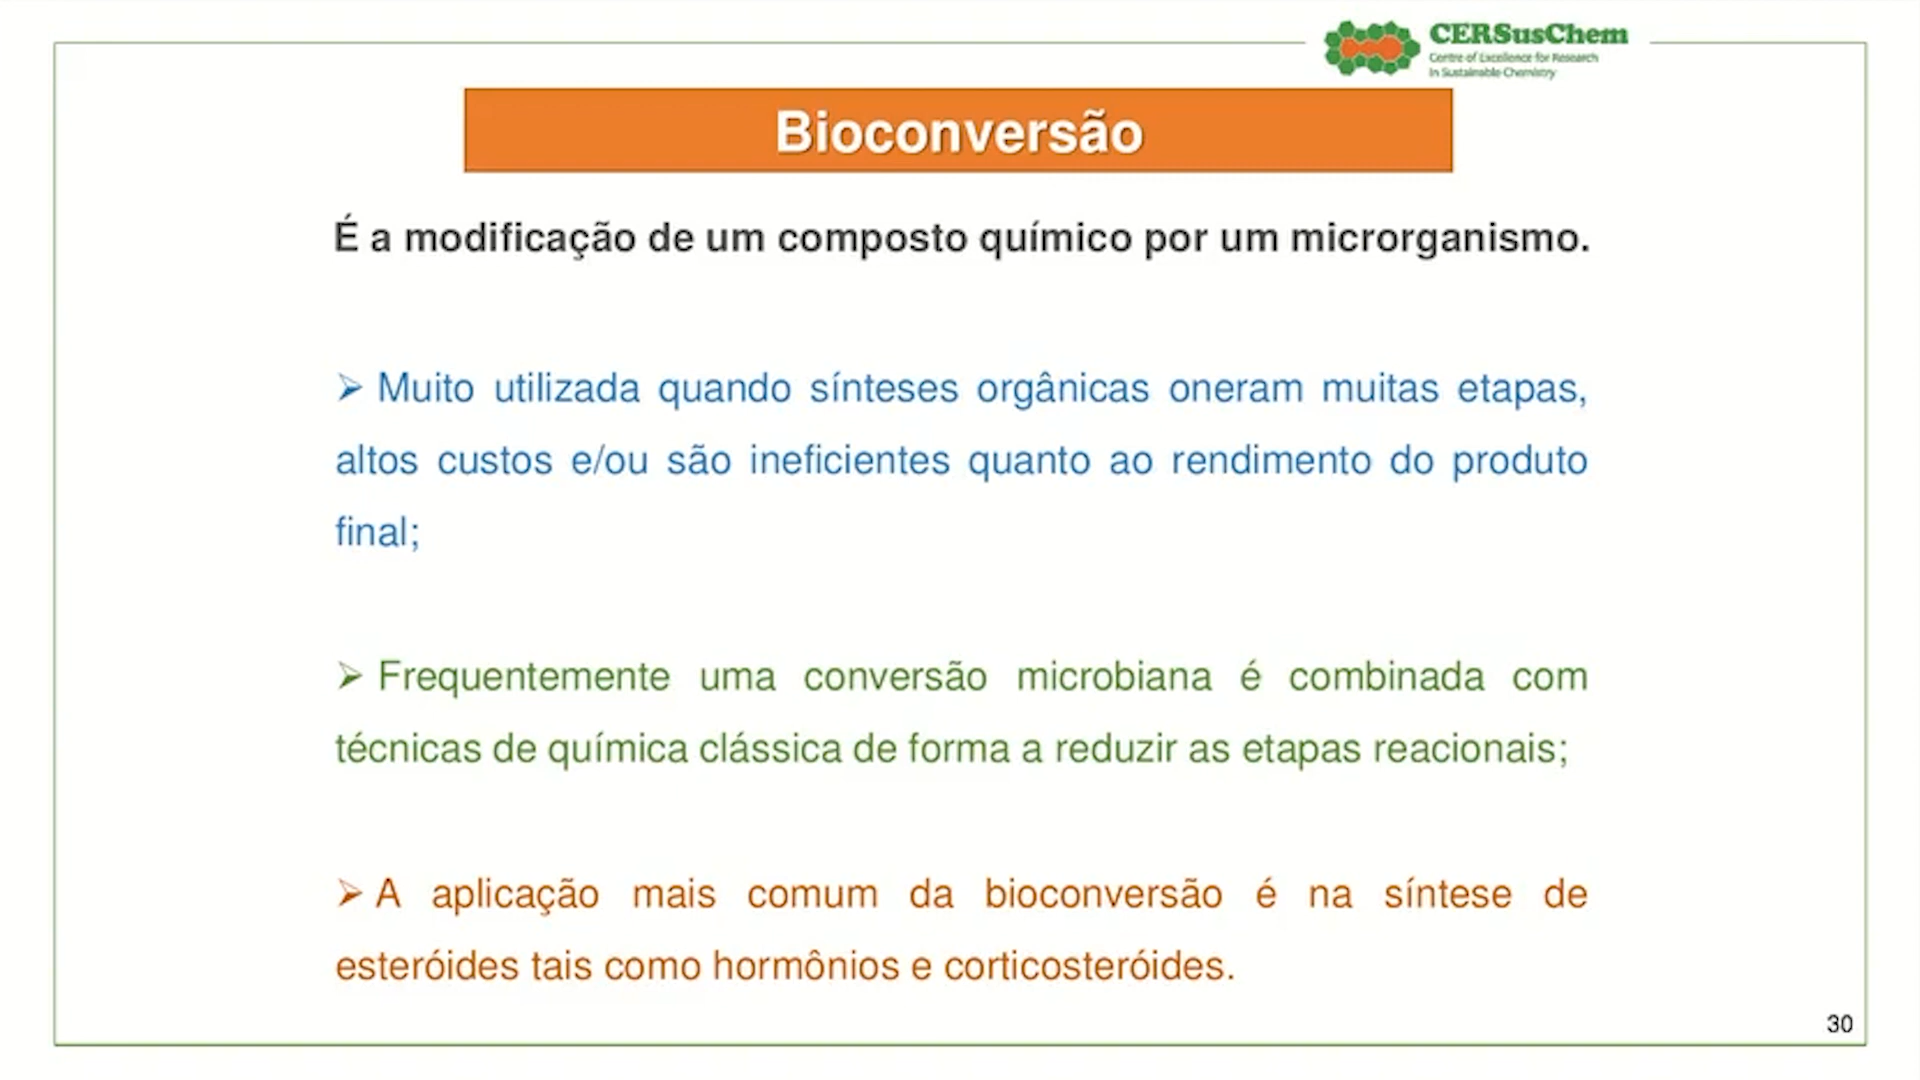 CERSusChem
Centre of Excellence for Research
in Sustainable Chemistry
Bioconversão
É a modificação de um composto químico por um microrganismo.
➢ Muito utilizada quando sínteses orgânicas oneram muitas etapas,
altos custos e/ou são ineficientes quanto ao rendimento do produto
final;
➢ Frequentemente uma conversão microbiana é combinada com
técnicas de química clássica de forma a reduzir as etapas reacionais;
➢ A aplicação mais comum da bioconversão é na síntese de
esteróides tais como hormônios e corticosteróides.
30